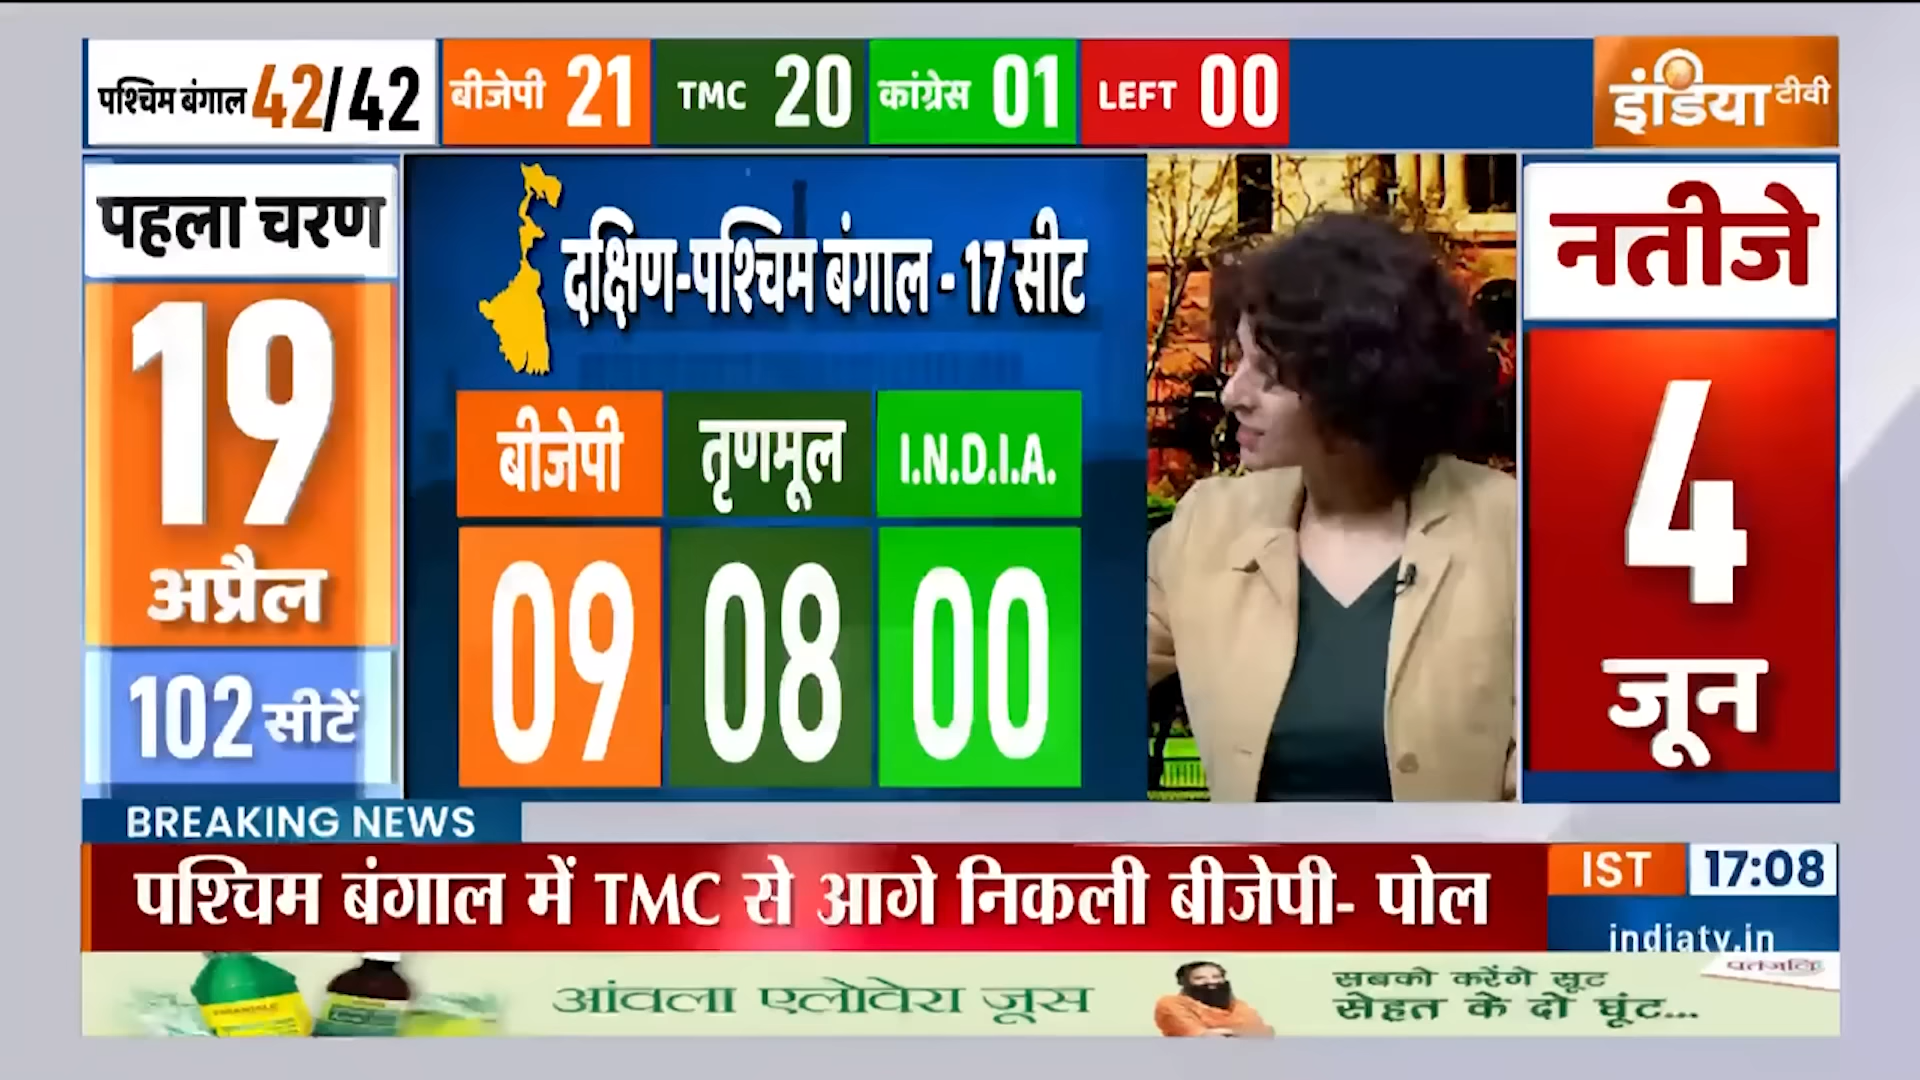 पश्चिम बंगाल 42/42 बीजेपी 21 TMC 20 कांग्रेस 01 LEFT 00
इंडिया टीवी
पहला चरण
19
अप्रैल
102 सीटें
दक्षिण-पश्चिम बंगाल - 17 सीट
बीजेपी तृणमूल I.N.D.I.A.
09 08 00
नतीजे
4
जून
BREAKING NEWS
पश्चिम बंगाल में TMC से आगे निकली बीजेपी- पोल
IST 17:08
indiatv.in
आंवला एलोवेरा जूस
सबको करेंगे सूट
सेहत के दो घूंट...
पतंजलि